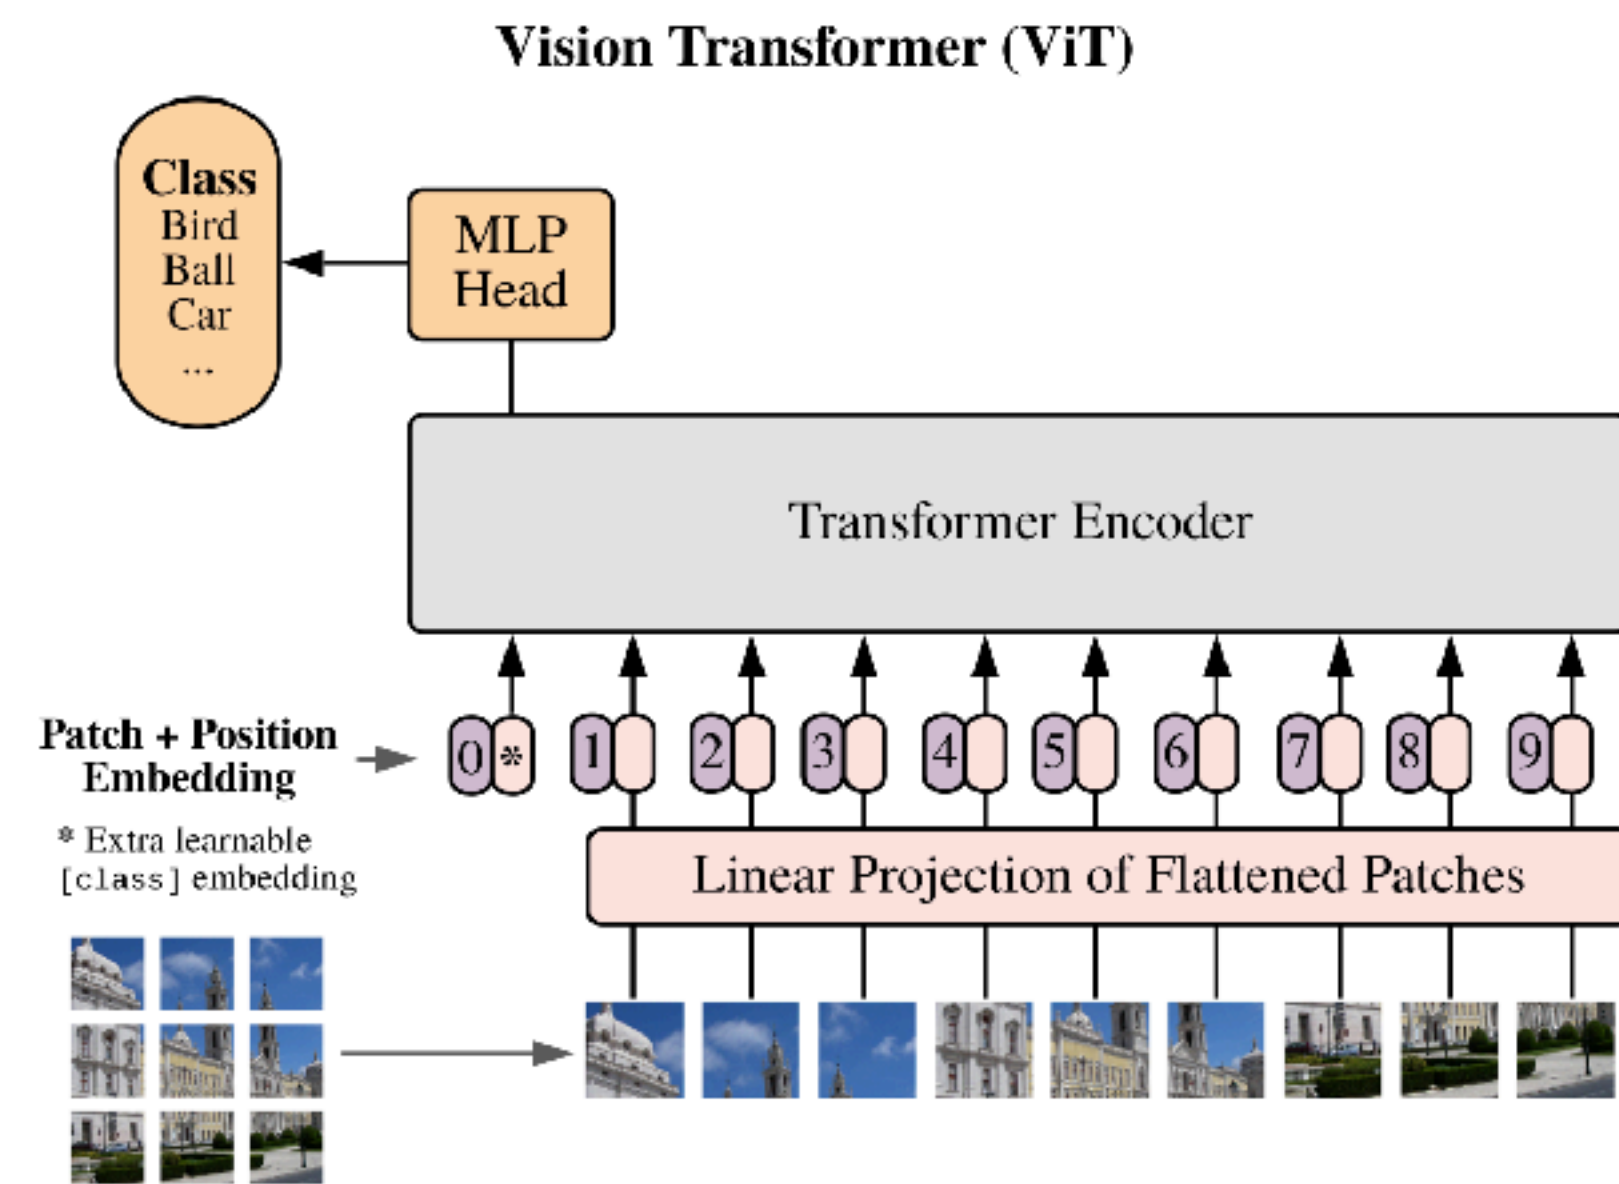 Vision Transformer (ViT)
Class
Bird
Ball
Car
...
MLP
Head
Transformer Encoder
Patch + Position
Embedding
0 * 1 2 3 4 5 6 7 8 9
* Extra learnable
[class] embedding
Linear Projection of Flattened Patches